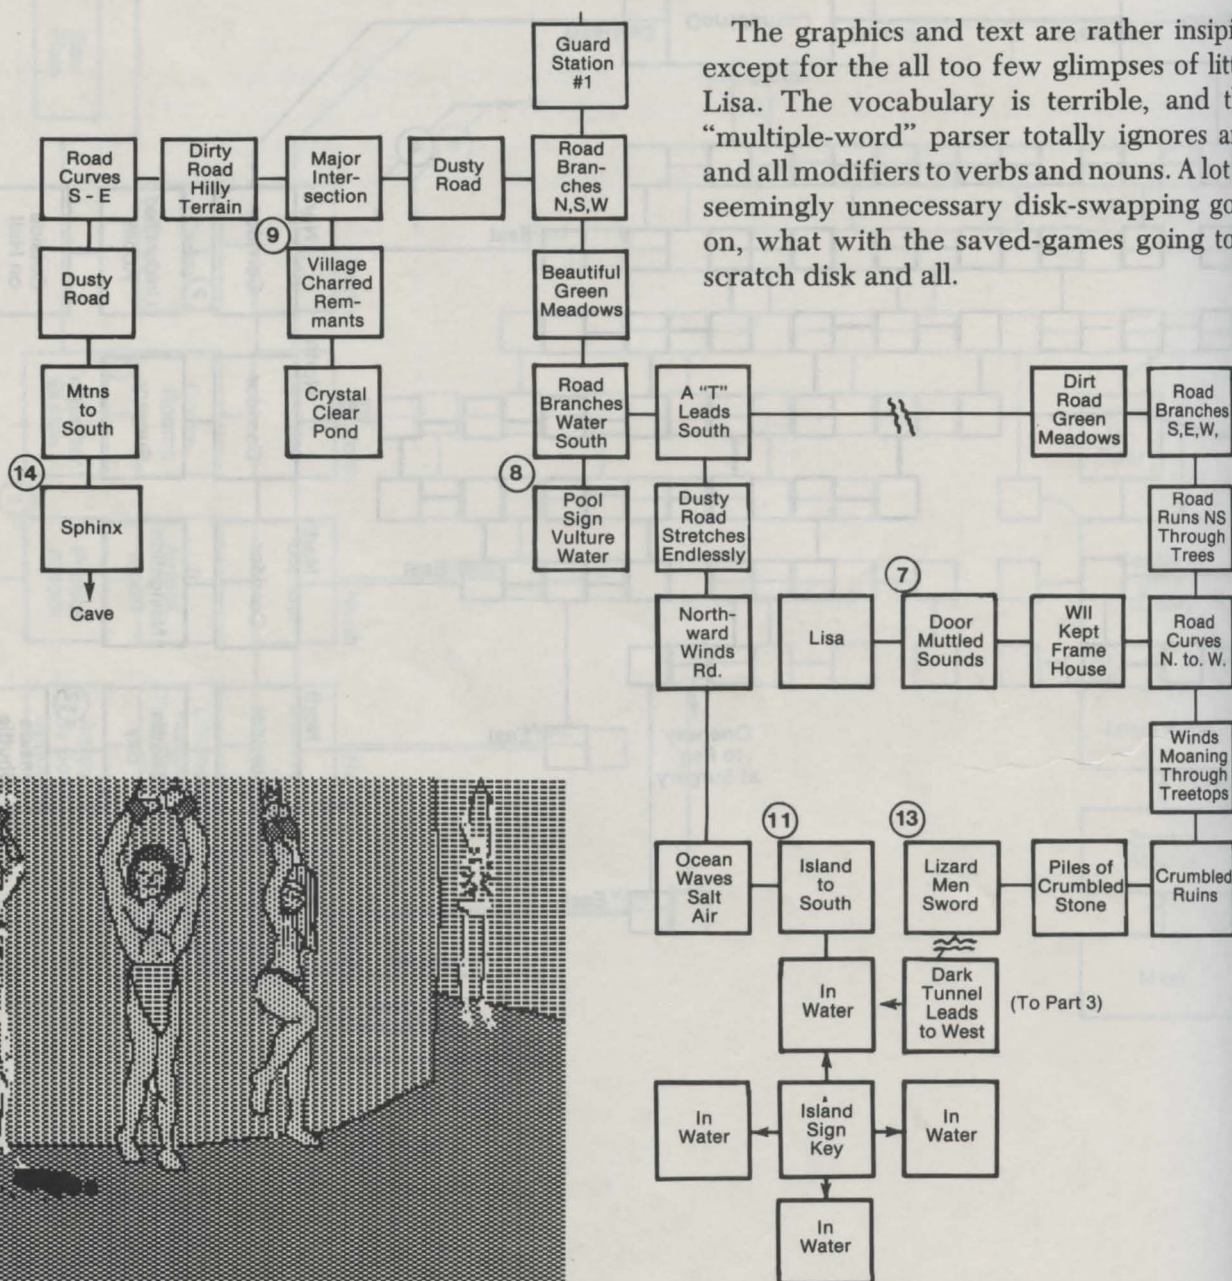 The graphics and text are rather insipi
except for the all too few glimpses of lit
Lisa. The vocabulary is terrible, and t
"multiple-word" parser totally ignores a
and all modifiers to verbs and nouns. A lot
seemingly unnecessary disk-swapping go
on, what with the saved-games going to
scratch disk and all.
Guard
Station
#1
Road
Curves
S - E
Dirty
Road
Hilly
Terrain
Major
Inter-
section
Dusty
Road
Road
Bran-
ches
N,S,W
9
Dusty
Road
Village
Charred
Rem-
mants
Beautiful
Green
Meadows
Mtns
to
South
Crystal
Clear
Pond
Road
Branches
Water
South
A "T"
Leads
South
Dirt
Road
Green
Meadows
Road
Branches
S,E,W,
14
Sphinx
Cave
8
Pool
Sign
Vulture
Water
Dusty
Road
Stretches
Endlessly
Road
Runs NS
Through
Trees
7
North-
ward
Winds
Rd.
Lisa
Door
Muttled
Sounds
Wll
Kept
Frame
House
Road
Curves
N. to. W.
Winds
Moaning
Through
Treetops
11
13
Ocean
Waves
Salt
Air
Island
to
South
Lizard
Men
Sword
Piles of
Crumbled
Stone
Crumbled
Ruins
In
Water
Dark
Tunnel
Leads
to West
(To Part 3)
In
Water
Island
Sign
Key
In
Water
In
Water